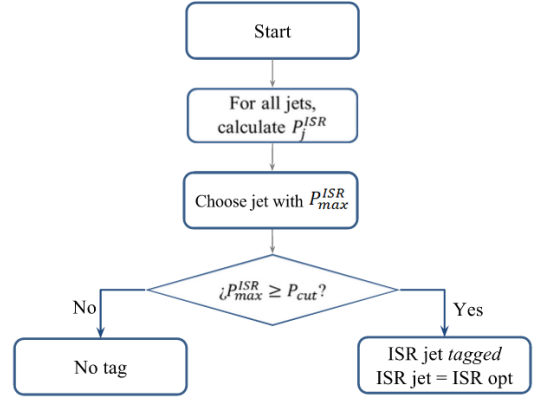 Start
For all jets,
calculate P_j^{ISR}
Choose jet with P_{max}^{ISR}
¿P_{max}^{ISR} ≥ P_{cut}?
No
Yes
No tag
ISR jet tagged
ISR jet = ISR opt